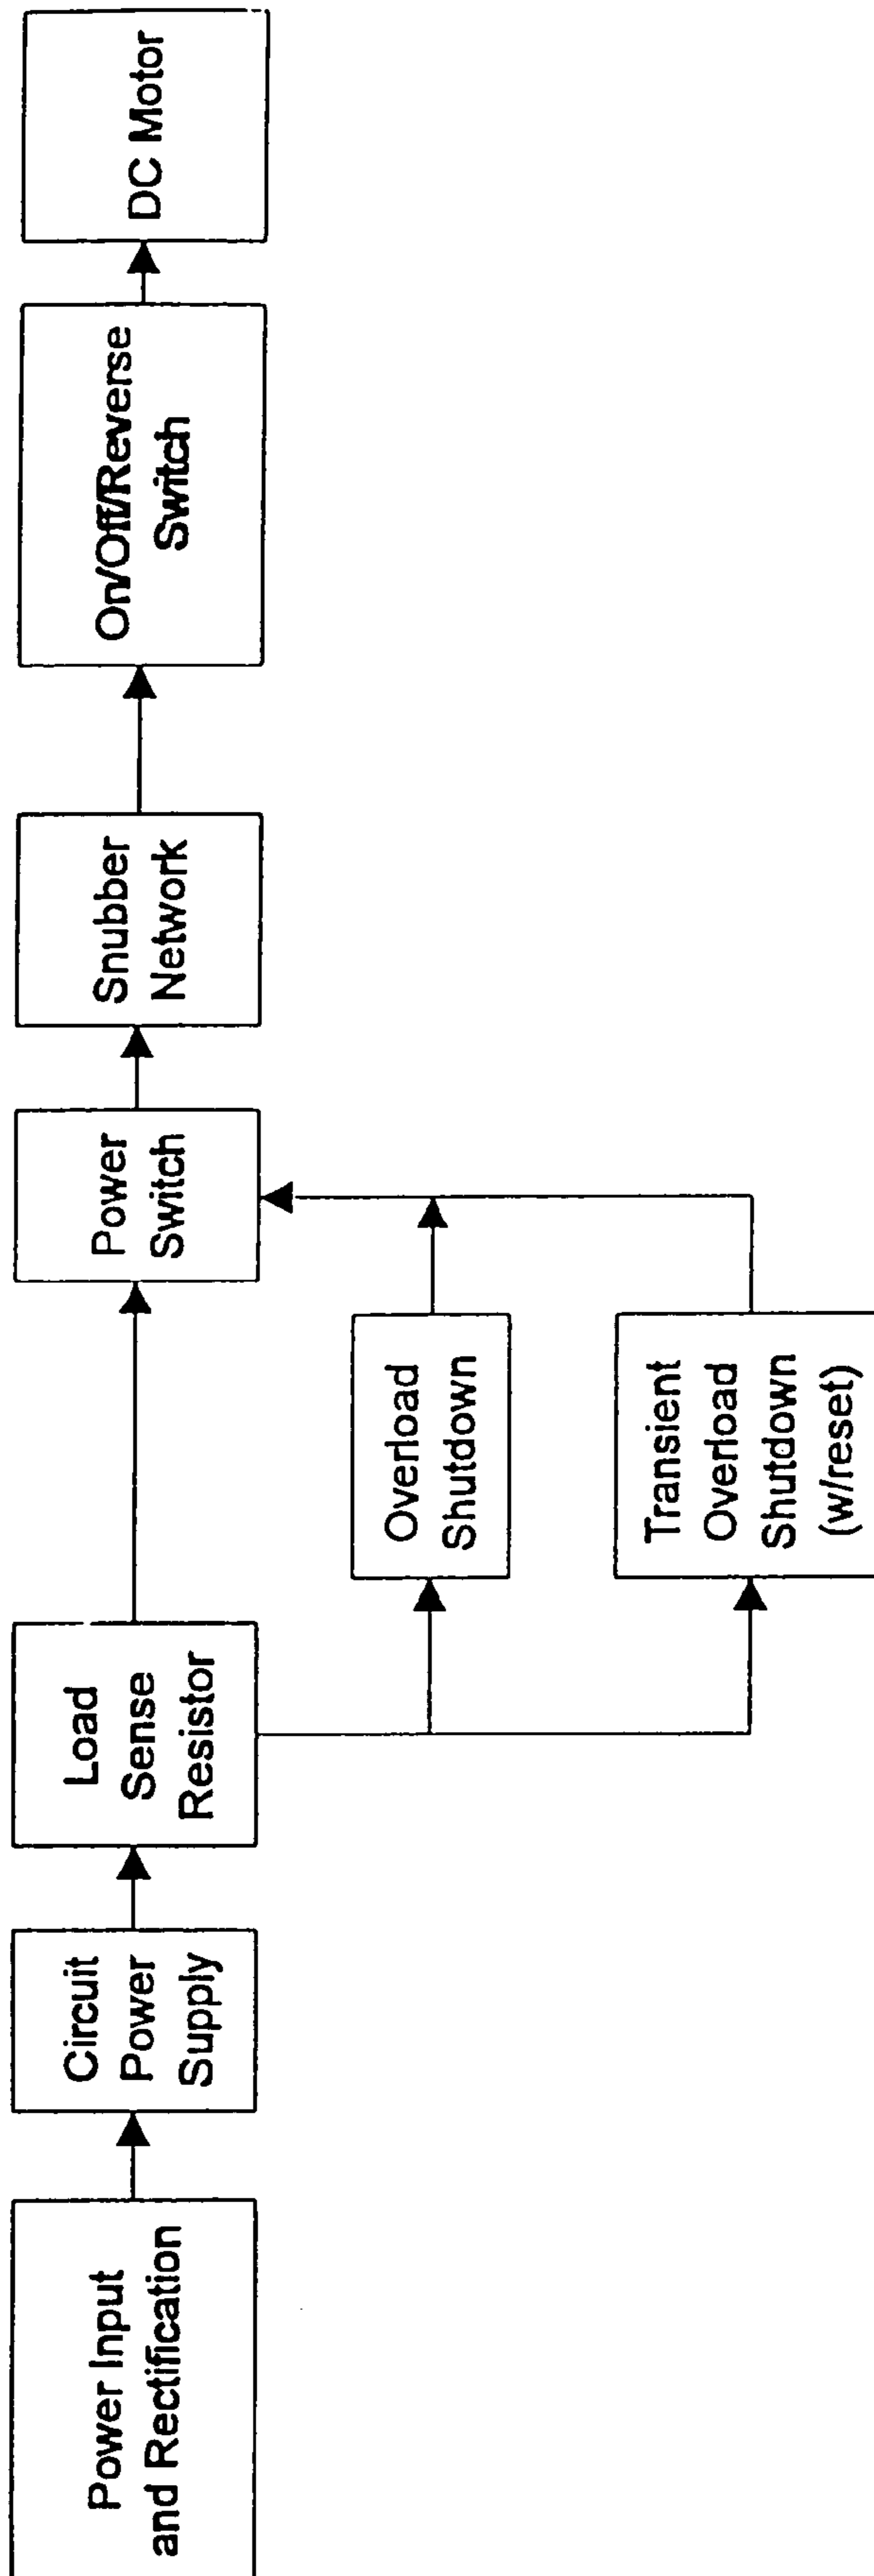 Power Input
and Rectification
Circuit
Power
Supply
Load
Sense
Resistor
Power
Switch
Snubber
Network
On/Off/Reverse
Switch
DC Motor
Overload
Shutdown
Transient
Overload
Shutdown
(w/reset)